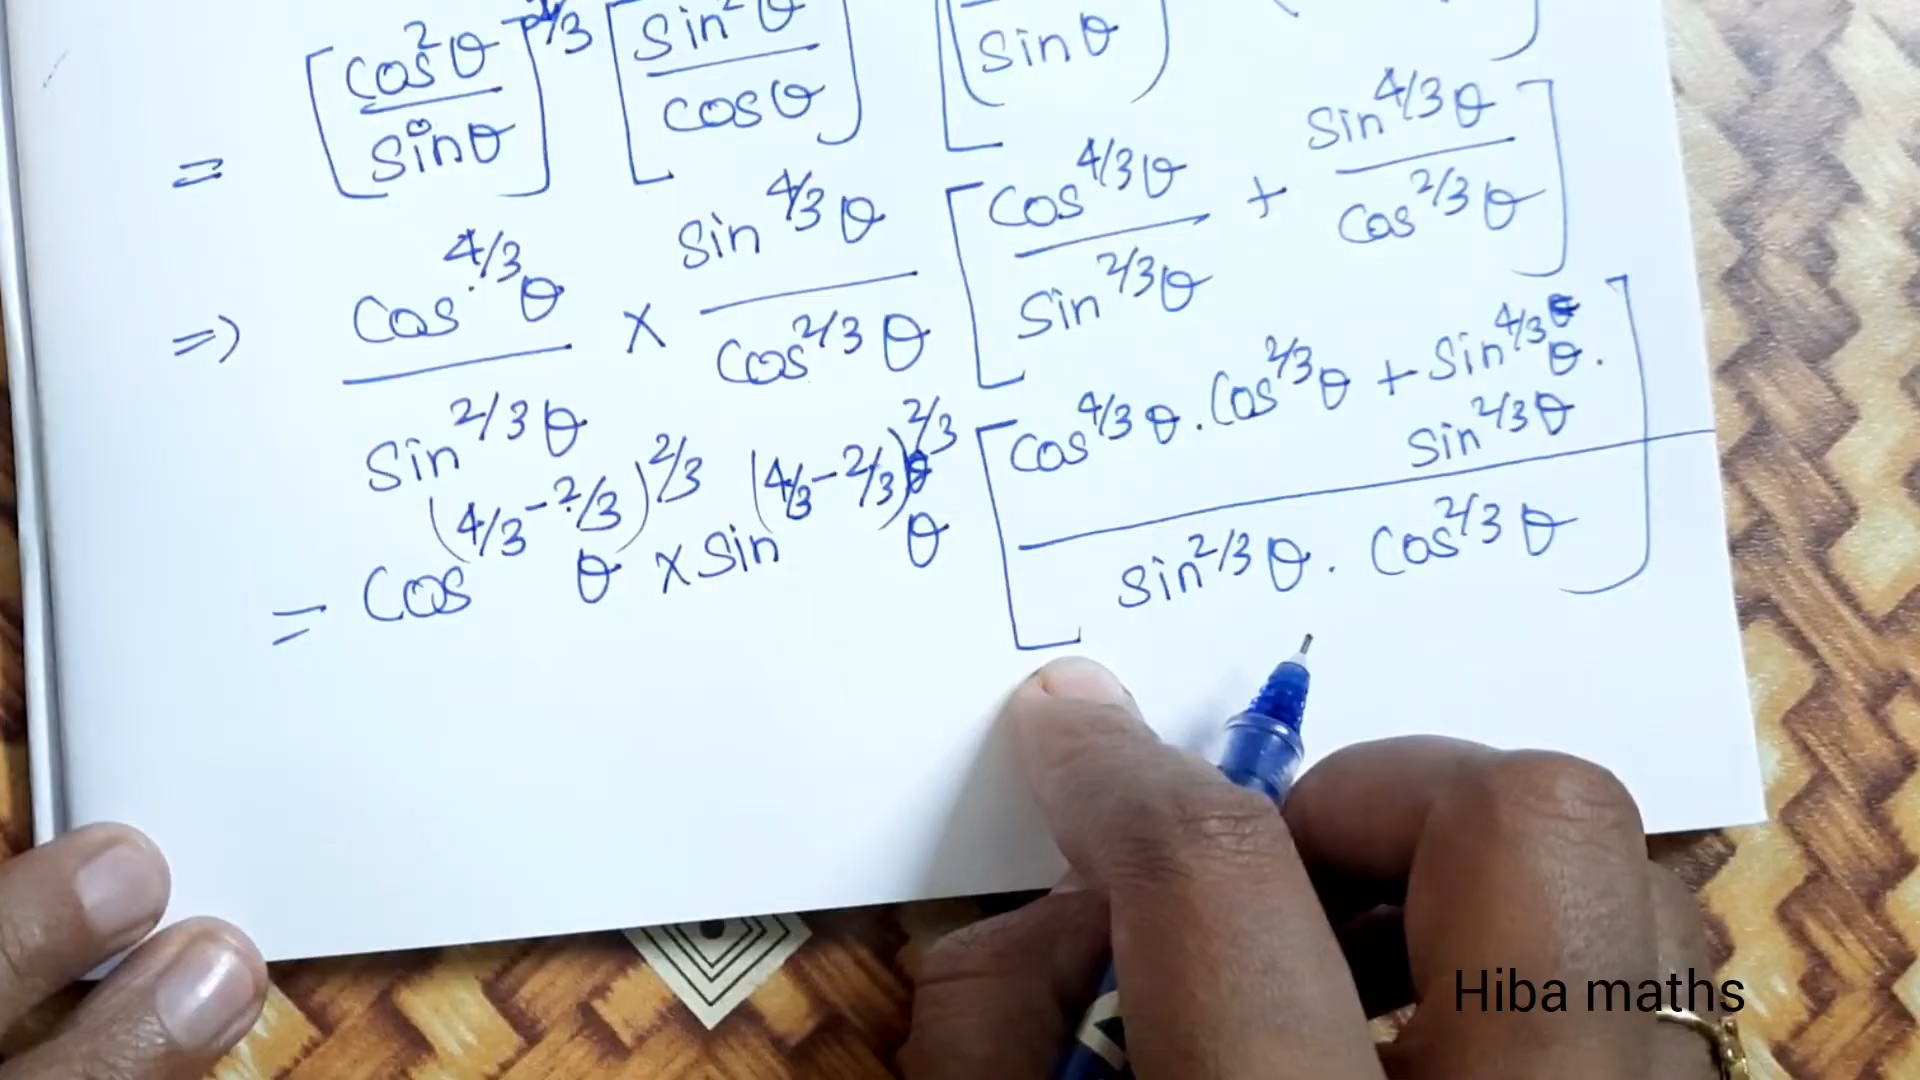 = [cos²θ/sinθ]^2/3 [sin²θ/cosθ] [sinθ
=) cos^4/3 θ/sin^2/3 θ × sin^4/3 θ/cos^2/3 θ [cos^4/3 θ/sin^2/3 θ + sin^4/3 θ/cos^2/3 θ]
= cos^(4/3 - 2/3)^2/3 θ × sin^(4/3 - 2/3)^2/3 θ [cos^4/3 θ . cos^2/3 θ + sin^4/3 θ . sin^2/3 θ/sin^2/3 θ . cos^2/3 θ]
Hiba maths